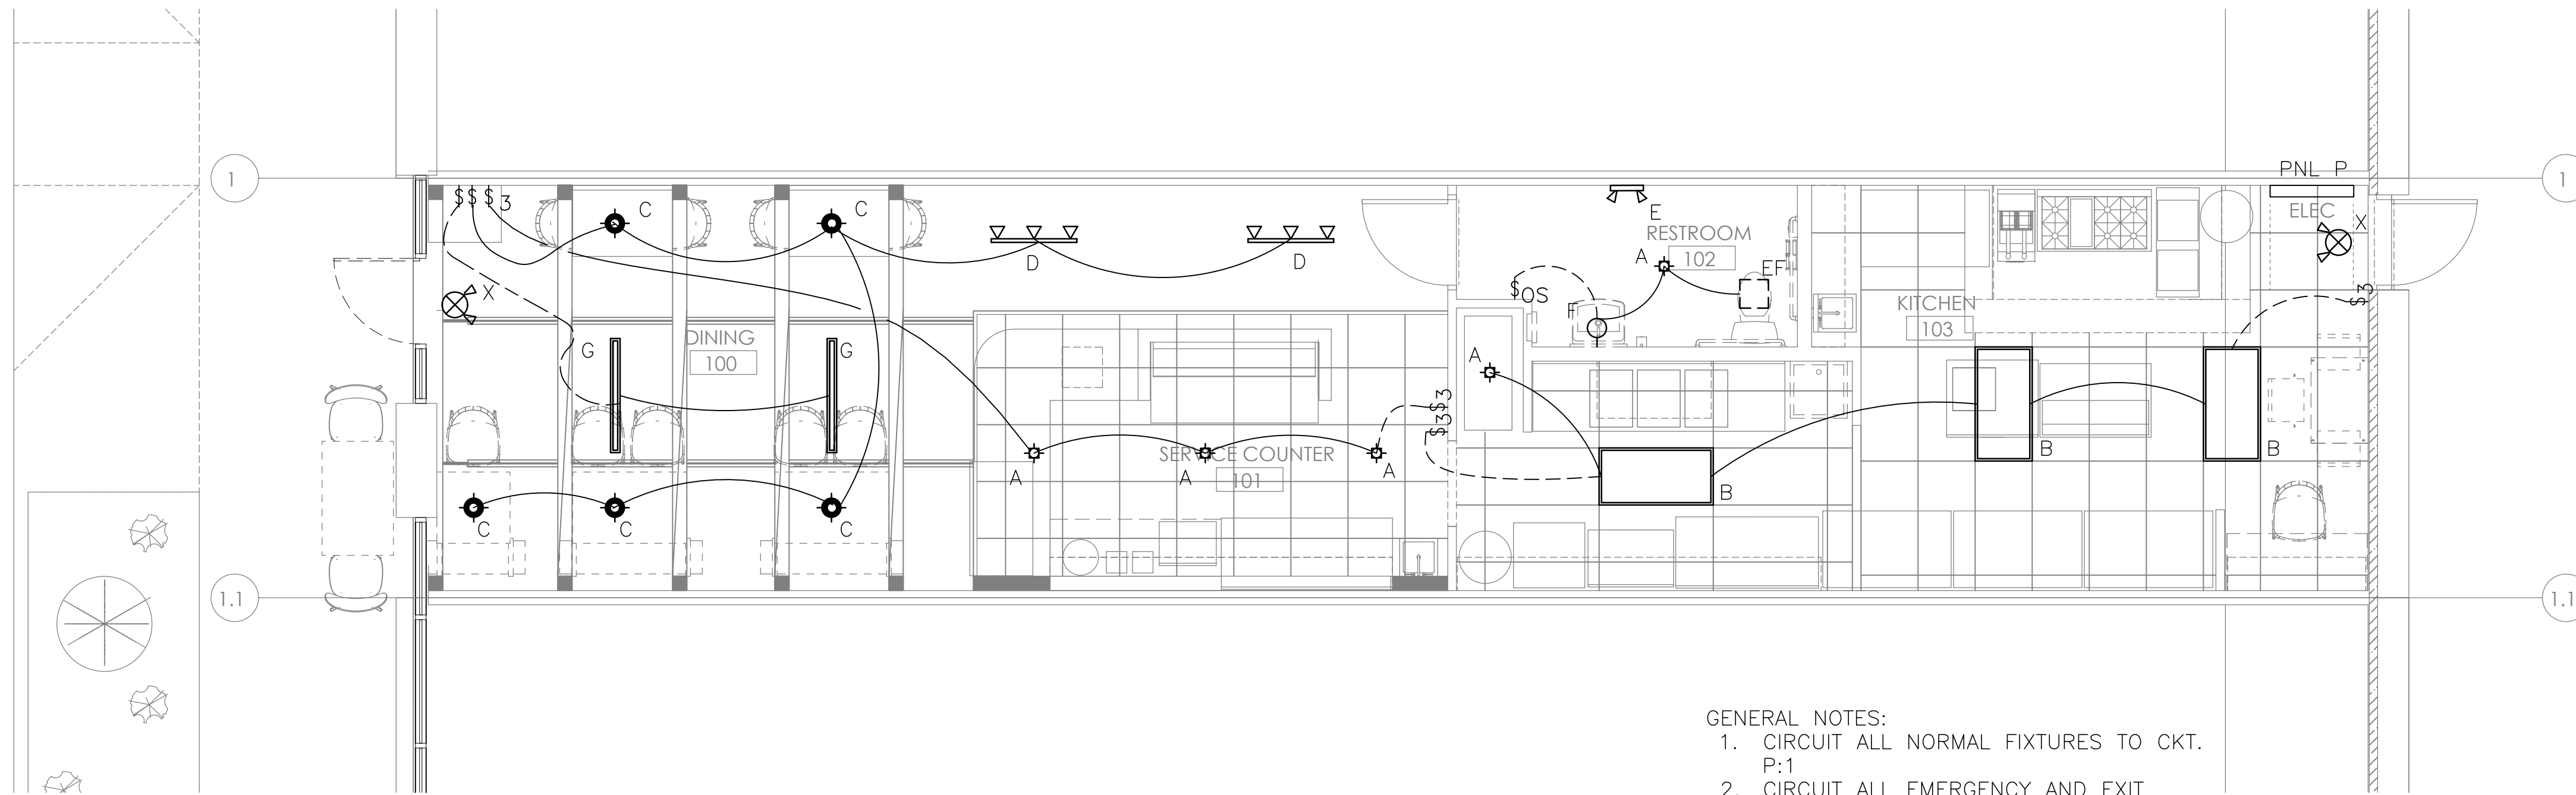 PNL P
1
1
$ $ $ 3
C
C
E
ELEC
X
RESTROOM
102
A
D
D
EF
X
$OS
F
$3
KITCHEN
103
DINING
100
G
G
A
$3
$3
SERVICE COUNTER
101
A
A
A
B
B
B
C
C
C
1.1
1.1
GENERAL NOTES:
1. CIRCUIT ALL NORMAL FIXTURES TO CKT.
P:1
2. CIRCUIT ALL EMERGENCY AND EXIT